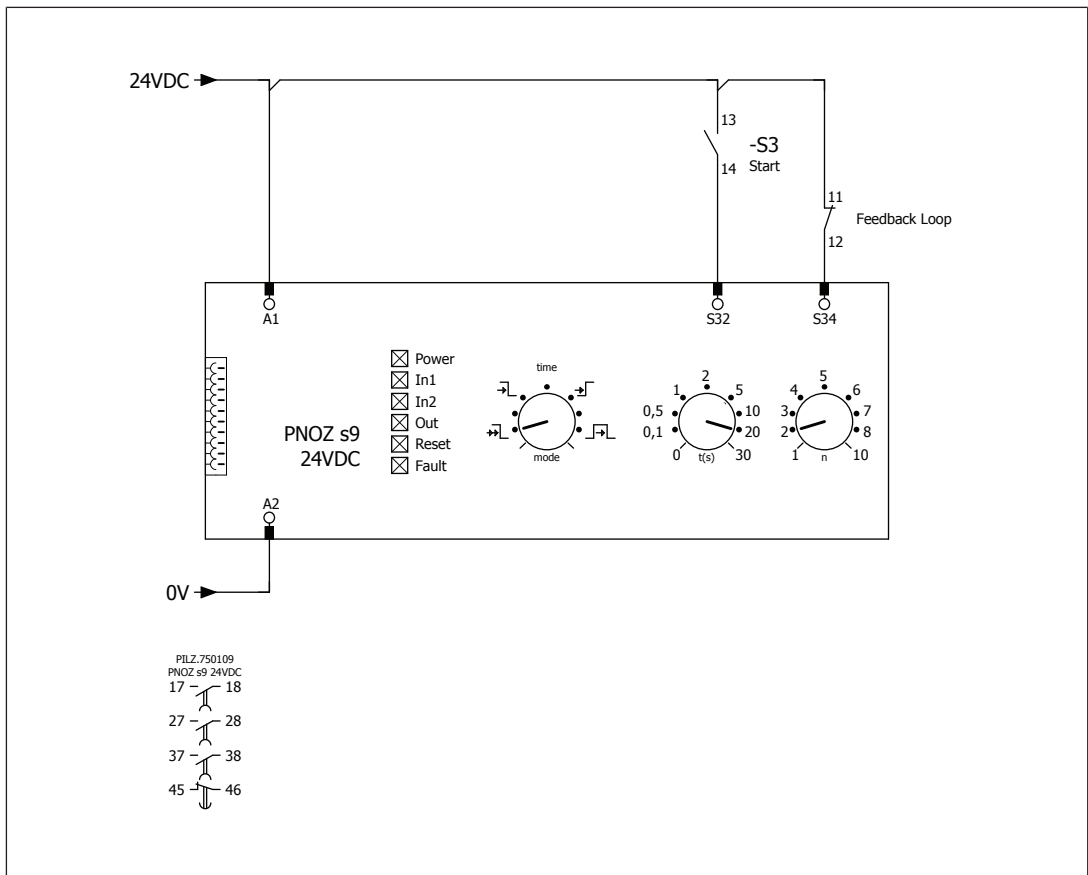 24VDC
13
-S3
Start
14
11
Feedback Loop
12
A1
S32
S34
Power
In1
In2
Out
Reset
Fault
PNOZ s9
24VDC
time
mode
2
1
5
0,5
10
0,1
20
0
t(s)
30
5
4
6
3
7
2
8
1
n
10
A2
0V
PILZ.750109
PNOZ s9 24VDC
17
18
27
28
37
38
45
46